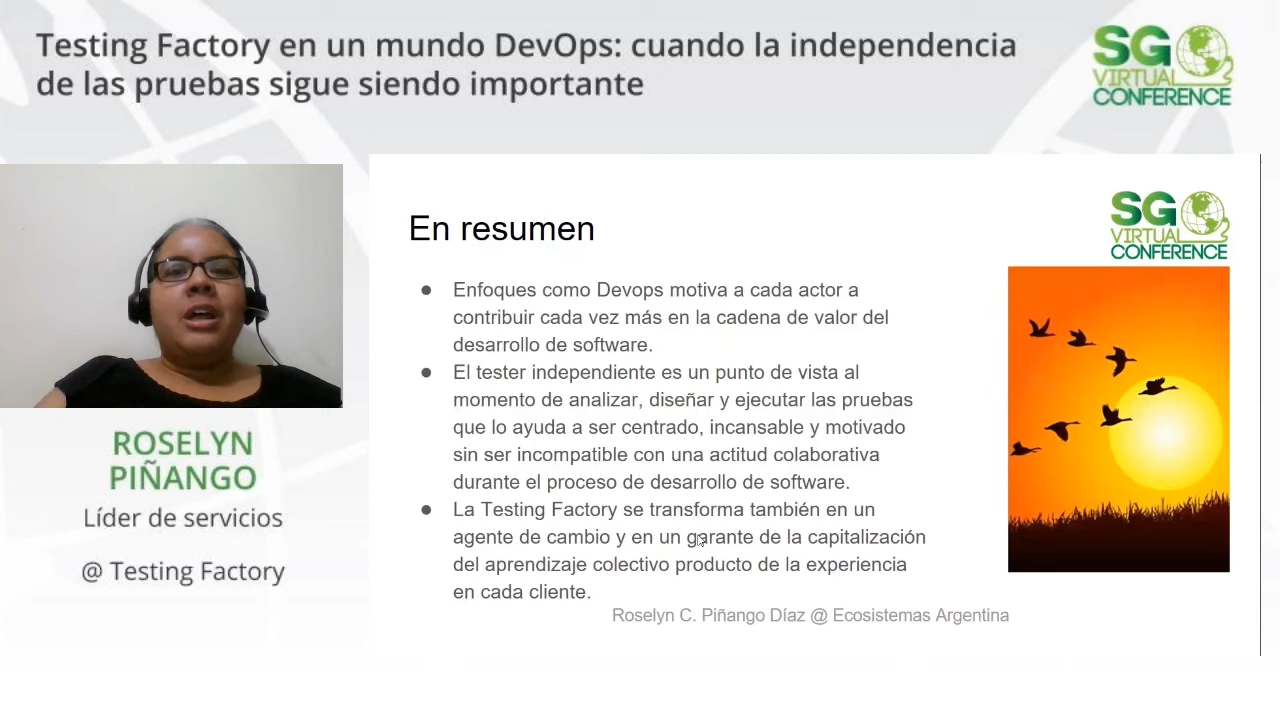 Testing Factory en un mundo DevOps: cuando la independencia
de las pruebas sigue siendo importante
SG
VIRTUAL
CONFERENCE
ROSELYN
PIÑANGO
Líder de servicios
@ Testing Factory
En resumen
SG
VIRTUAL
CONFERENCE
● Enfoques como Devops motiva a cada actor a
contribuir cada vez más en la cadena de valor del
desarrollo de software.
● El tester independiente es un punto de vista al
momento de analizar, diseñar y ejecutar las pruebas
que lo ayuda a ser centrado, incansable y motivado
sin ser incompatible con una actitud colaborativa
durante el proceso de desarrollo de software.
● La Testing Factory se transforma también en un
agente de cambio y en un garante de la capitalización
del aprendizaje colectivo producto de la experiencia
en cada cliente.
Roselyn C. Piñango Díaz @ Ecosistemas Argentina